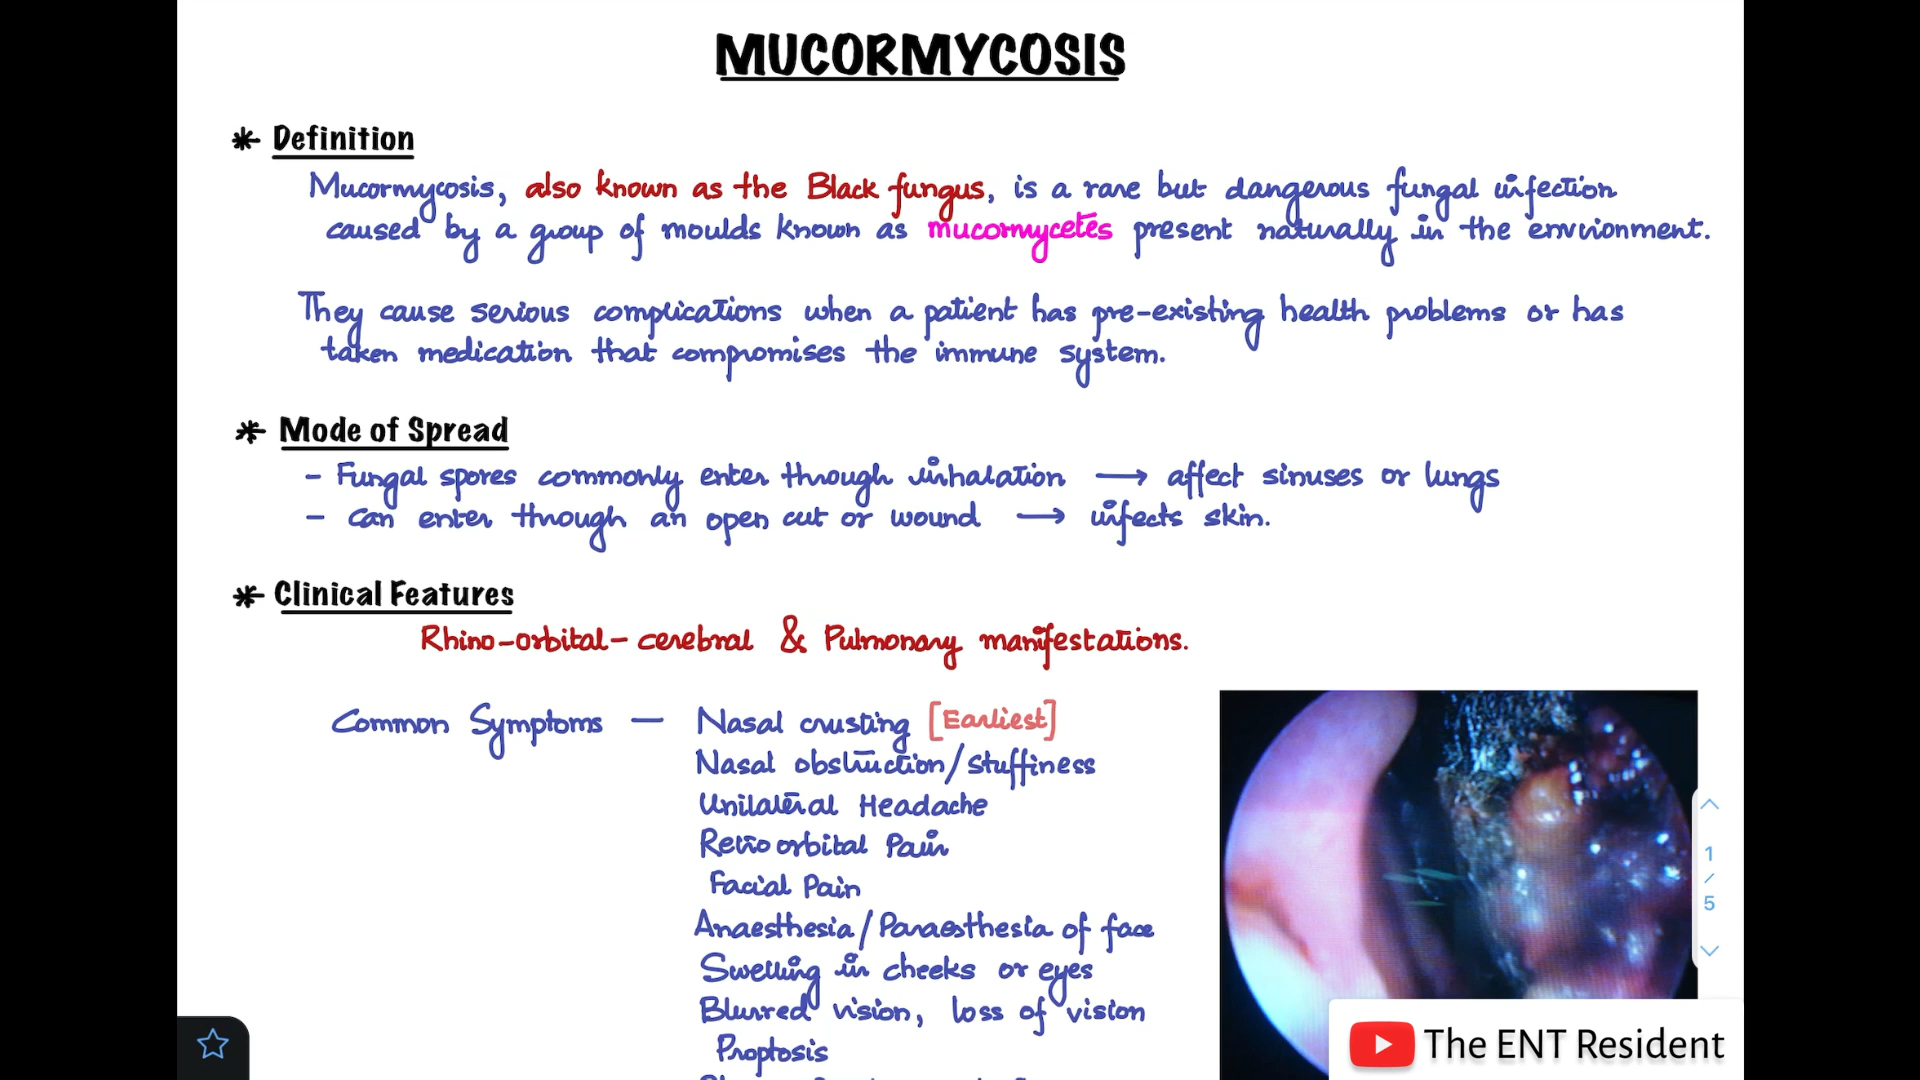 MUCORMYCOSIS
* Definition
Mucormycosis, also known as the Black fungus, is a rare but dangerous fungal infection
caused by a group of moulds known as mucormycetes present naturally in the environment.
They cause serious complications when a patient has pre-existing health problems or has
taken medication that compromises the immune system.
* Mode of Spread
- Fungal spores commonly enter through inhalation → affect sinuses or lungs
- can enter through an open cut or wound → infects skin.
* Clinical Features
Rhino-orbital-cerebral & Pulmonary manifestations.
Common Symptoms — Nasal crusting [Earliest]
Nasal obstruction/stuffiness
Unilateral Headache
Retro orbital Pain
Facial Pain
Anaesthesia/Paraesthesia of face
Swelling in cheeks or eyes
Blurred vision, loss of vision
Proptosis
1
/
5
The ENT Resident